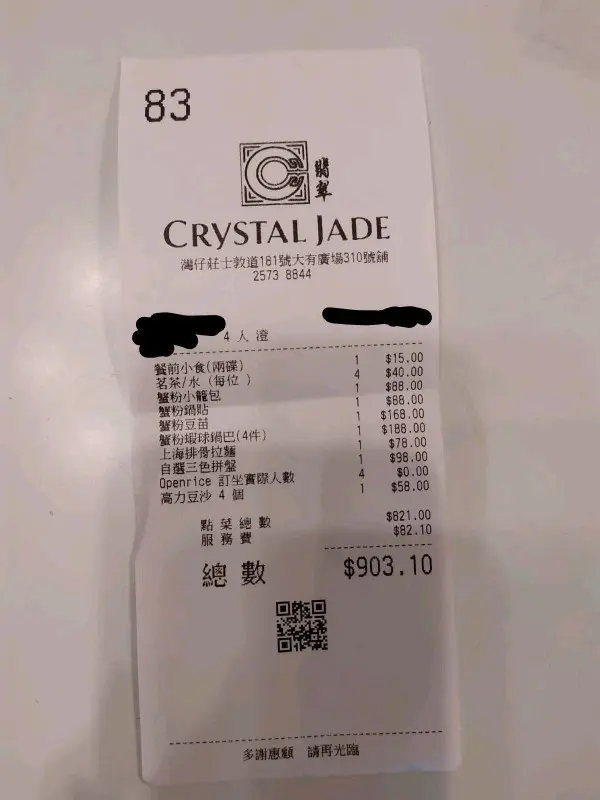 83
翡翠
CRYSTAL JADE
灣仔莊士敦道181號大有廣場310號舖
2573 8844
4 人 澄
餐前小食(兩碟) 1 $15.00
茗茶/水 (每位 ) 4 $40.00
蟹粉小籠包 1 $88.00
蟹粉鍋貼 1 $88.00
蟹粉豆苗 1 $168.00
蟹粉蝦球鍋巴(4件) 1 $188.00
上海排骨拉麵 1 $78.00
自選三色拼盤 1 $98.00
Openrice 訂坐實際人數 4 $0.00
高力豆沙 4 個 1 $58.00
點菜總數 $821.00
服務費 $82.10
總數 $903.10
多謝惠顧 請再光臨